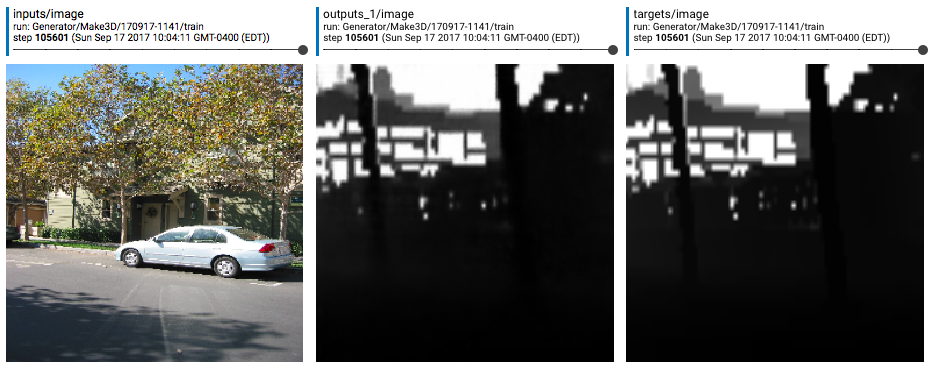 inputs/image
run: Generator/Make3D/170917-1141/train
step 105601 (Sun Sep 17 2017 10:04:11 GMT-0400 (EDT))
outputs_1/image
run: Generator/Make3D/170917-1141/train
step 105601 (Sun Sep 17 2017 10:04:11 GMT-0400 (EDT))
targets/image
run: Generator/Make3D/170917-1141/train
step 105601 (Sun Sep 17 2017 10:04:11 GMT-0400 (EDT))